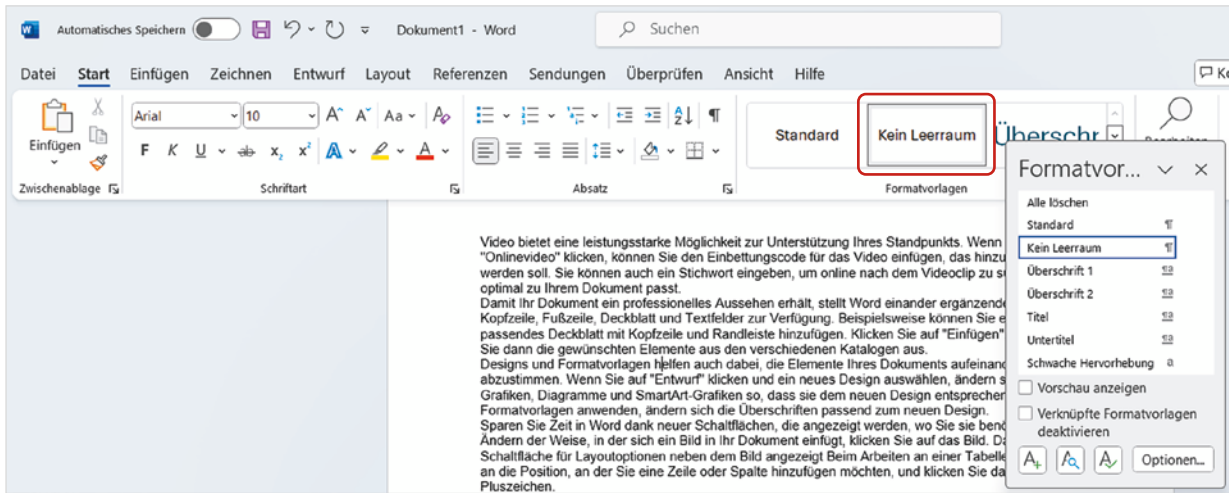 Automatisches Speichern Dokument1 - Word Suchen
Datei Start Einfügen Zeichnen Entwurf Layout Referenzen Sendungen Überprüfen Ansicht Hilfe
Arial 10 Aa
Standard Kein Leerraum Überschr
Einfügen
F K U ab x₂ x² A A
Zwischenablage Schriftart Absatz Formatvorlagen
Formatvor...
Alle löschen
Standard
Kein Leerraum
Überschrift 1
Überschrift 2
Titel
Untertitel
Schwache Hervorhebung a
Vorschau anzeigen
Verknüpfte Formatvorlagen
deaktivieren
Optionen...
Video bietet eine leistungsstarke Möglichkeit zur Unterstützung Ihres Standpunkts. Wenn
"Onlinevideo" klicken, können Sie den Einbettungscode für das Video einfügen, das hinzu
werden soll. Sie können auch ein Stichwort eingeben, um online nach dem Videoclip zu s
optimal zu Ihrem Dokument passt.
Damit Ihr Dokument ein professionelles Aussehen erhält, stellt Word einander ergänzende
Kopfzeile, Fußzeile, Deckblatt und Textfelder zur Verfügung. Beispielsweise können Sie e
passendes Deckblatt mit Kopfzeile und Randleiste hinzufügen. Klicken Sie auf "Einfügen"
Sie dann die gewünschten Elemente aus den verschiedenen Katalogen aus.
Designs und Formatvorlagen helfen auch dabei, die Elemente Ihres Dokuments aufeinand
abzustimmen. Wenn Sie auf "Entwurf" klicken und ein neues Design auswählen, ändern s
Grafiken, Diagramme und SmartArt-Grafiken so, dass sie dem neuen Design entsprechen
Formatvorlagen anwenden, ändern sich die Überschriften passend zum neuen Design.
Sparen Sie Zeit in Word dank neuer Schaltflächen, die angezeigt werden, wo Sie sie benö
Ändern der Weise, in der sich ein Bild in Ihr Dokument einfügt, klicken Sie auf das Bild. Da
Schaltfläche für Layoutoptionen neben dem Bild angezeigt Beim Arbeiten an einer Tabelle
an die Position, an der Sie eine Zeile oder Spalte hinzufügen möchten, und klicken Sie da
Pluszeichen.